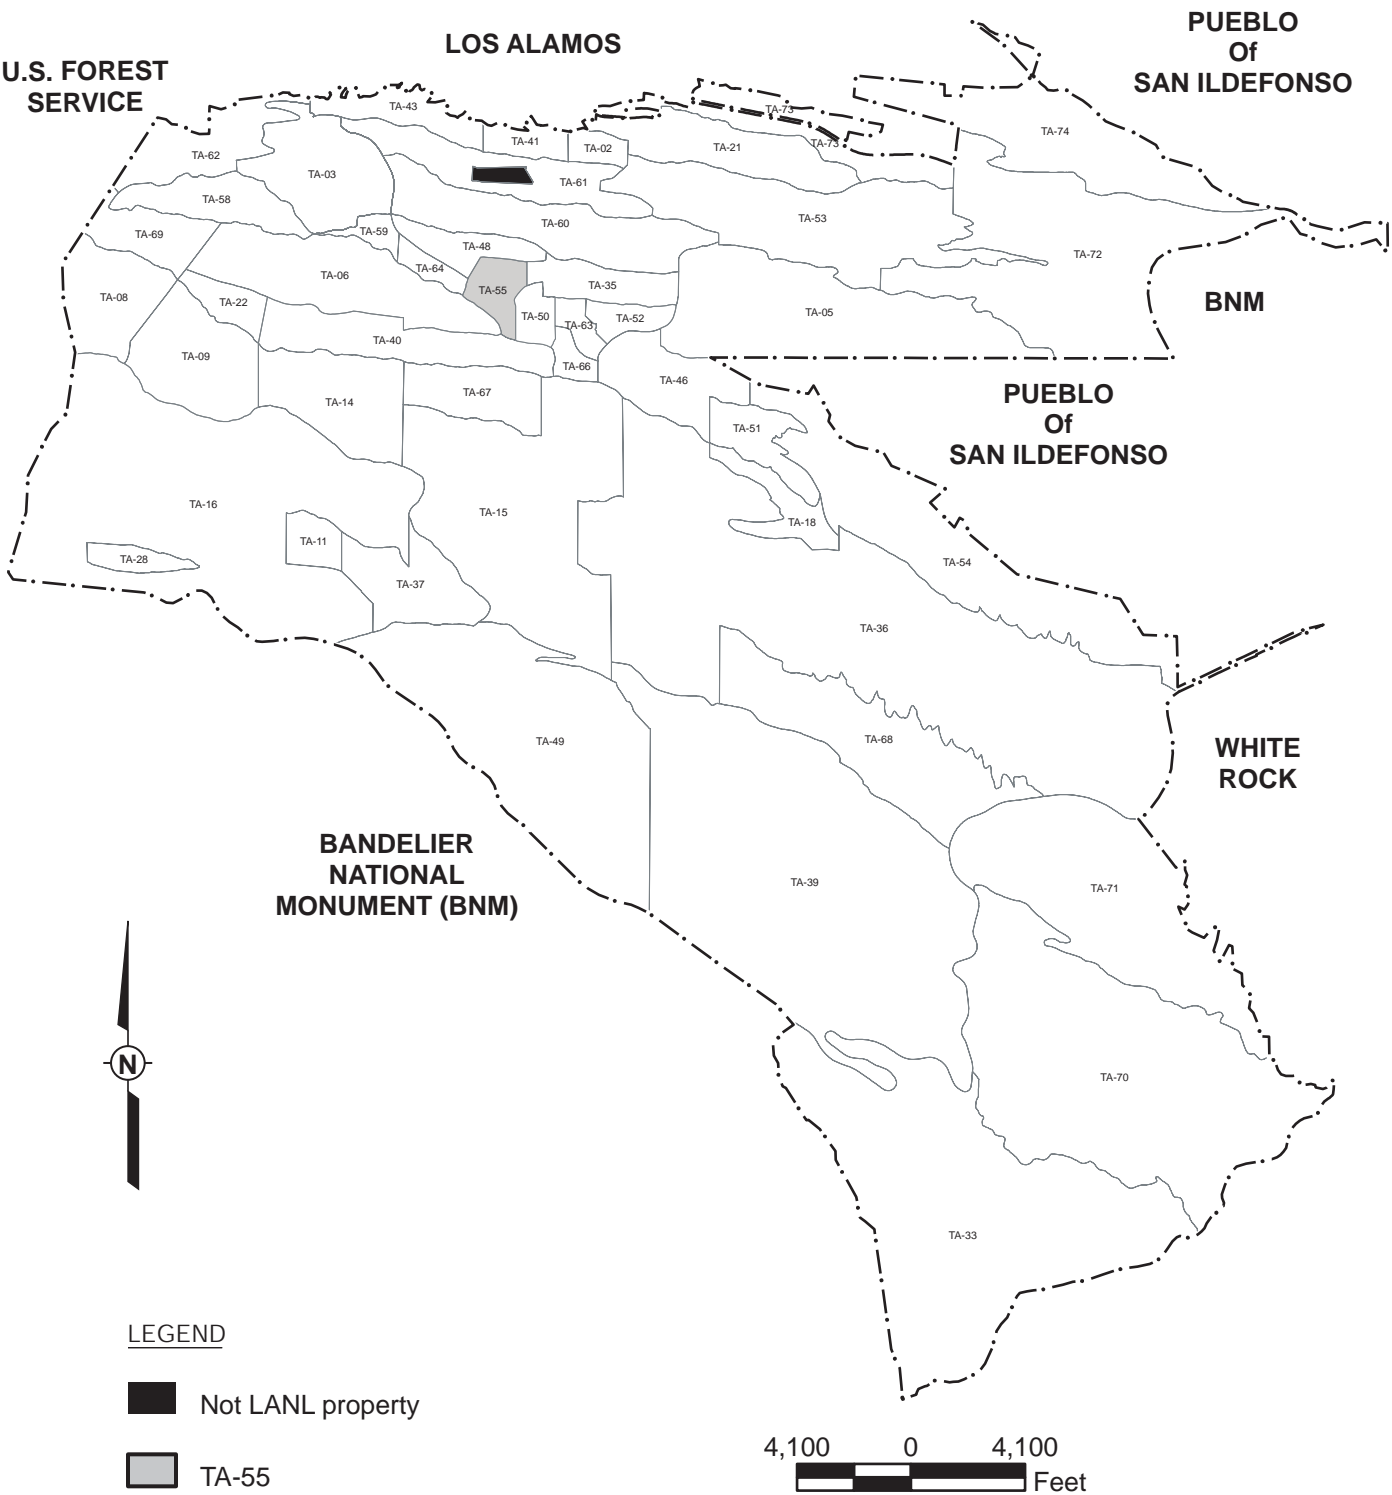 PUEBLO
Of
SAN ILDEFONSO
LOS ALAMOS
U.S. FOREST
SERVICE
TA-43
TA-73
TA-74
TA-41
TA-02
TA-21
TA-73
TA-62
TA-03
TA-61
TA-58
TA-53
TA-60
TA-59
TA-69
TA-48
TA-72
TA-64
TA-06
TA-55
TA-35
TA-08
TA-22
BNM
TA-50
TA-63
TA-52
TA-05
TA-40
TA-09
TA-66
TA-46
TA-67
TA-14
PUEBLO
Of
SAN ILDEFONSO
TA-51
TA-16
TA-15
TA-18
TA-11
TA-28
TA-54
TA-37
TA-36
TA-49
TA-68
WHITE
ROCK
BANDELIER
NATIONAL
MONUMENT (BNM)
TA-39
TA-71
N
TA-70
TA-33
LEGEND
Not LANL property
TA-55
4,100 0 4,100
Feet